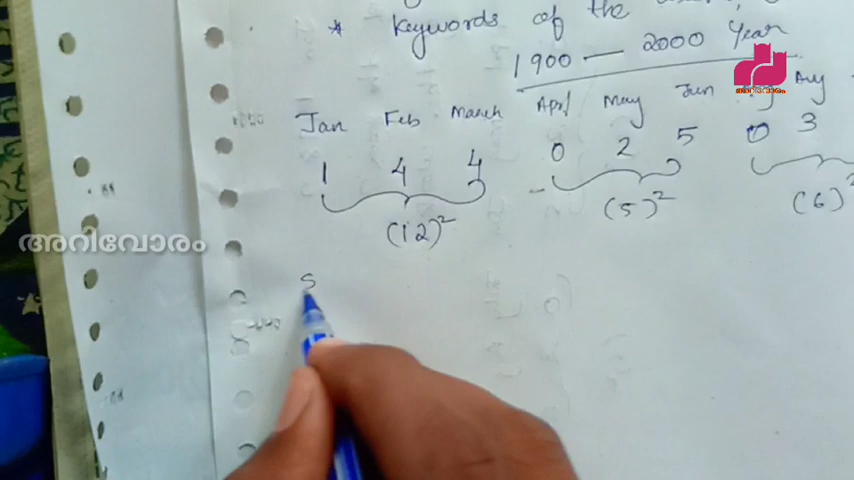 * Keywords of the
1900 — 2000 Year
Jan Feb March April May Jun Aug
1 4 4 0 2 5 0 3
(12)² (5)² (6)²
S
അറിവോരം
അറിവോരം